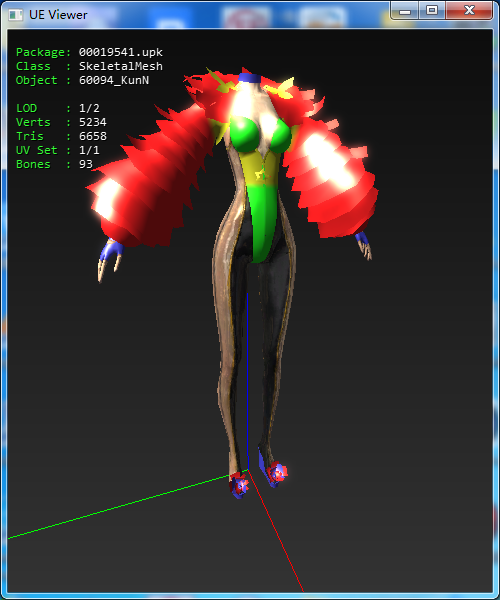 UE Viewer
Package: 00019541.upk
Class : SkeletalMesh
Object : 60094_KunN
LOD : 1/2
Verts : 5234
Tris : 6658
UV Set : 1/1
Bones : 93